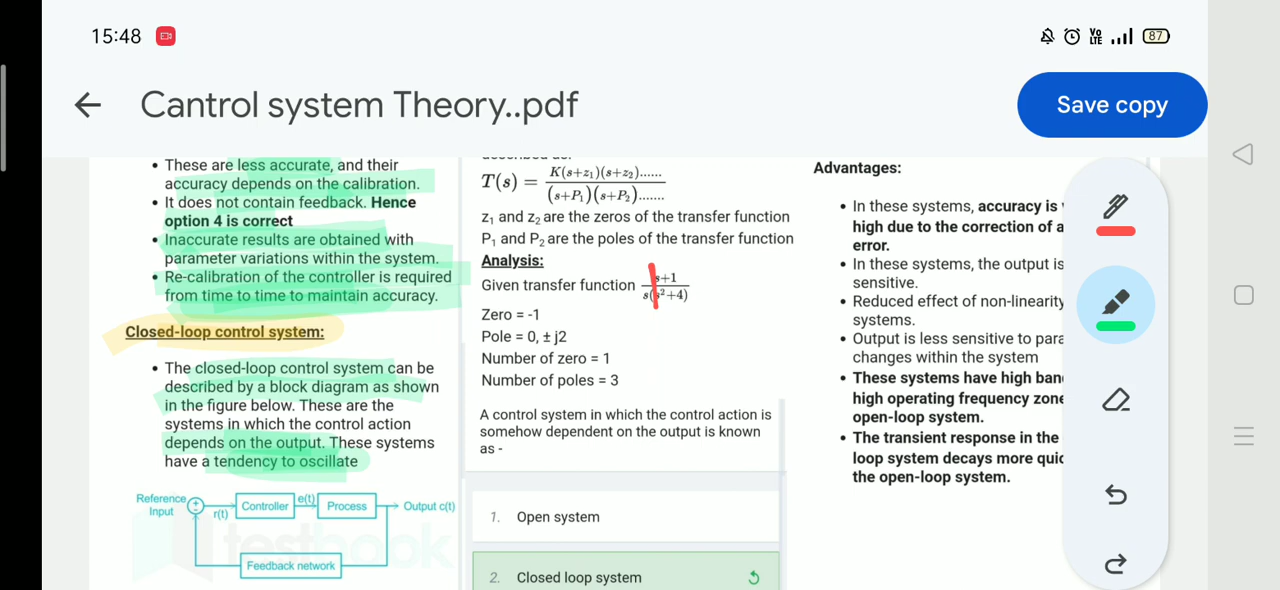 15:48
Vo LTE
87
Cantrol system Theory..pdf
Save copy
• These are less accurate, and their
accuracy depends on the calibration.
• It does not contain feedback. Hence
option 4 is correct
• Inaccurate results are obtained with
parameter variations within the system.
• Re-calibration of the controller is required
from time to time to maintain accuracy.
Closed-loop control system:
• The closed-loop control system can be
described by a block diagram as shown
in the figure below. These are the
systems in which the control action
depends on the output. These systems
have a tendency to oscillate
Reference
Input
±
r(t)
Controller
e(t)
Process
Output c(t)
Feedback network
testbook
T(s) = K(s+z₁)(s+z₂)...... / (s+P₁)(s+P₂).......
z₁ and z₂ are the zeros of the transfer function
P₁ and P₂ are the poles of the transfer function
Analysis:
Given transfer function s+1 / s(s²+4)
Zero = -1
Pole = 0, ± j2
Number of zero = 1
Number of poles = 3
A control system in which the control action is
somehow dependent on the output is known
as -
1. Open system
2. Closed loop system
Advantages:
• In these systems, accuracy is
high due to the correction of a
error.
• In these systems, the output is
sensitive.
• Reduced effect of non-linearity
systems.
• Output is less sensitive to para
changes within the system
• These systems have high ban
high operating frequency zone
open-loop system.
• The transient response in the
loop system decays more quic
the open-loop system.